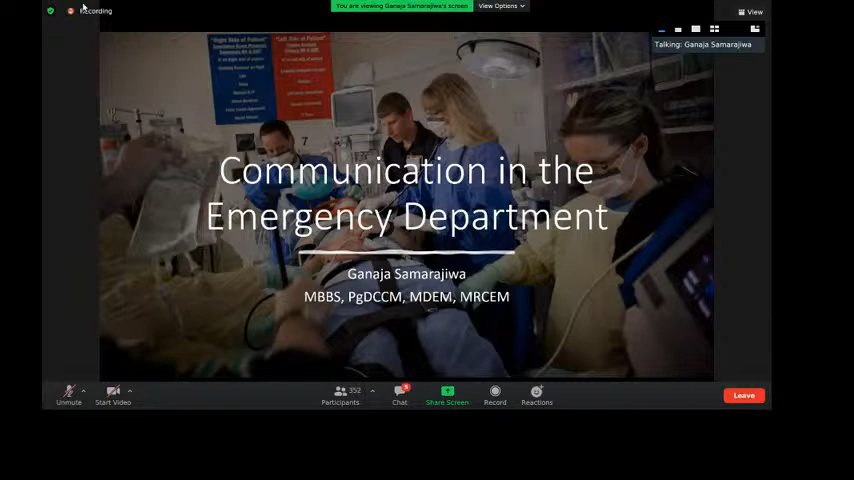 Recording
You are viewing Ganaja Samarajiwa's screen
View Options
View
Talking: Ganaja Samarajiwa
Communication in the
Emergency Department
Ganaja Samarajiwa
MBBS, PgDCCM, MDEM, MRCEM
Unmute
Start Video
352
Participants
Chat
Share Screen
Record
Reactions
Leave